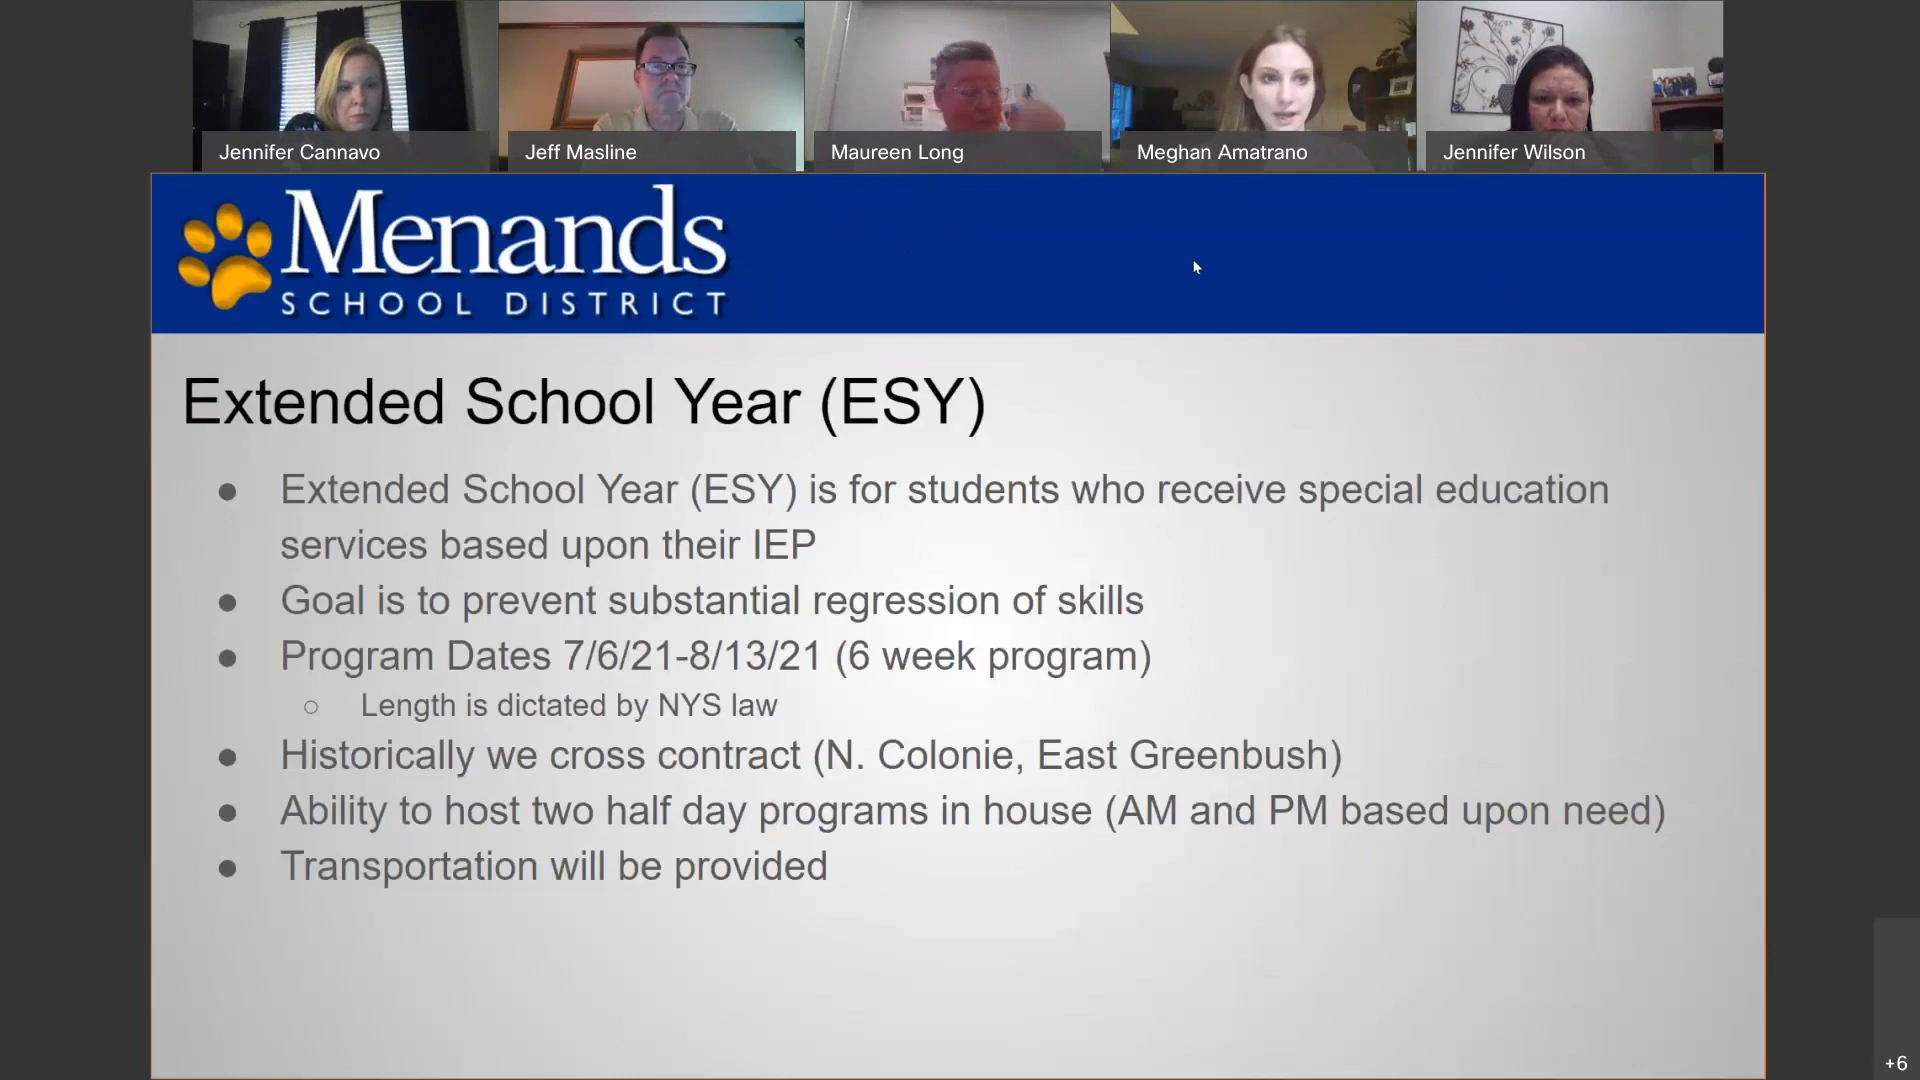 Jennifer Cannavo
Jeff Masline
Maureen Long
Meghan Amatrano
Jennifer Wilson
Menands
SCHOOL DISTRICT
Extended School Year (ESY)
● Extended School Year (ESY) is for students who receive special education
services based upon their IEP
● Goal is to prevent substantial regression of skills
● Program Dates 7/6/21-8/13/21 (6 week program)
○ Length is dictated by NYS law
● Historically we cross contract (N. Colonie, East Greenbush)
● Ability to host two half day programs in house (AM and PM based upon need)
● Transportation will be provided
+6